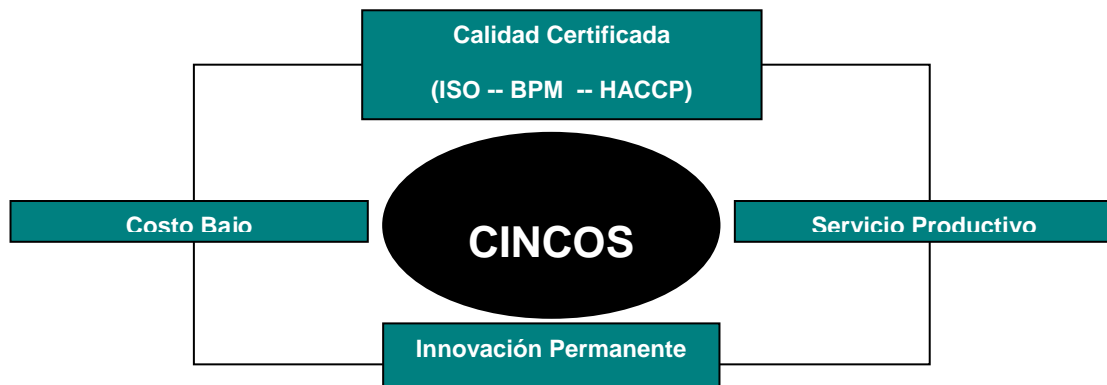 Calidad Certificada
(ISO -- BPM -- HACCP)
Costo Bajo
CINCOS
Servicio Productivo
Innovación Permanente